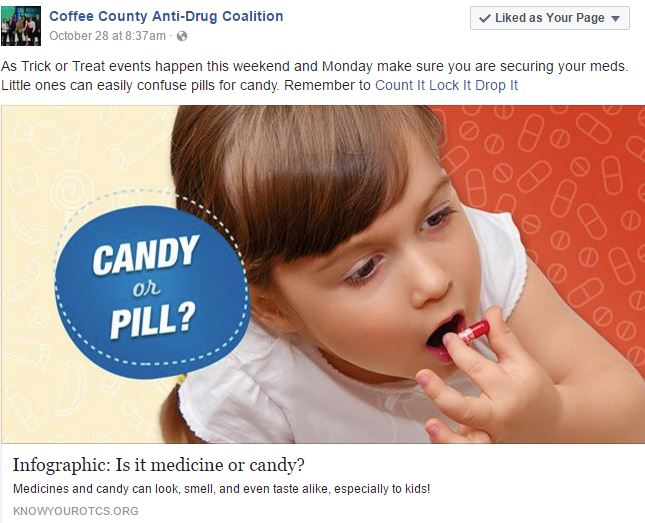 Coffee County Anti-Drug Coalition
Liked as Your Page
October 28 at 8:37am ·
As Trick or Treat events happen this weekend and Monday make sure you are securing your meds.
Little ones can easily confuse pills for candy. Remember to Count It Lock It Drop It
CANDY
or
PILL?
Infographic: Is it medicine or candy?
Medicines and candy can look, smell, and even taste alike, especially to kids!
KNOWYOUROTCS.ORG